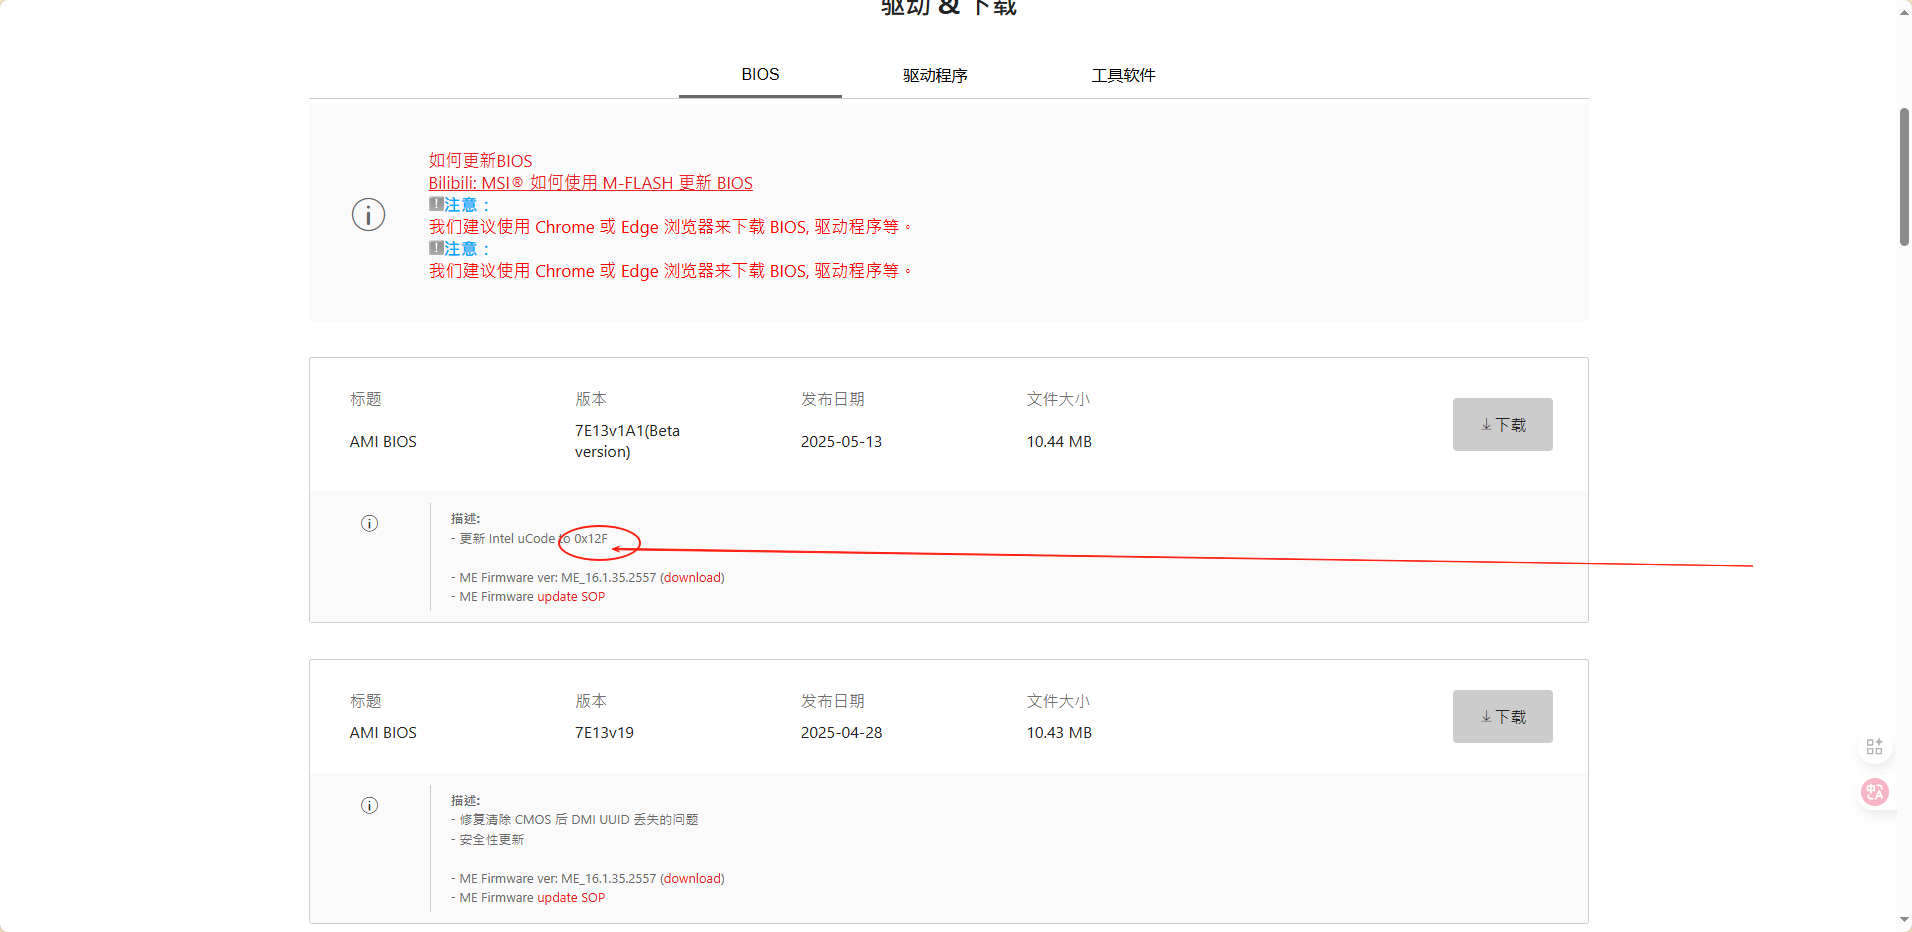 驱动 & 下载
BIOS
驱动程序
工具软件
如何更新BIOS
Bilibili: MSI® 如何使用 M-FLASH 更新 BIOS
注意：
我们建议使用 Chrome 或 Edge 浏览器来下载 BIOS, 驱动程序等。
注意：
我们建议使用 Chrome 或 Edge 浏览器来下载 BIOS, 驱动程序等。
标题
版本
发布日期
文件大小
AMI BIOS
7E13v1A1(Beta
version)
2025-05-13
10.44 MB
下载
描述:
- 更新 Intel uCode to 0x12F
- ME Firmware ver: ME_16.1.35.2557 (download)
- ME Firmware update SOP
标题
版本
发布日期
文件大小
AMI BIOS
7E13v19
2025-04-28
10.43 MB
下载
描述:
- 修复清除 CMOS 后 DMI UUID 丢失的问题
- 安全性更新
- ME Firmware ver: ME_16.1.35.2557 (download)
- ME Firmware update SOP